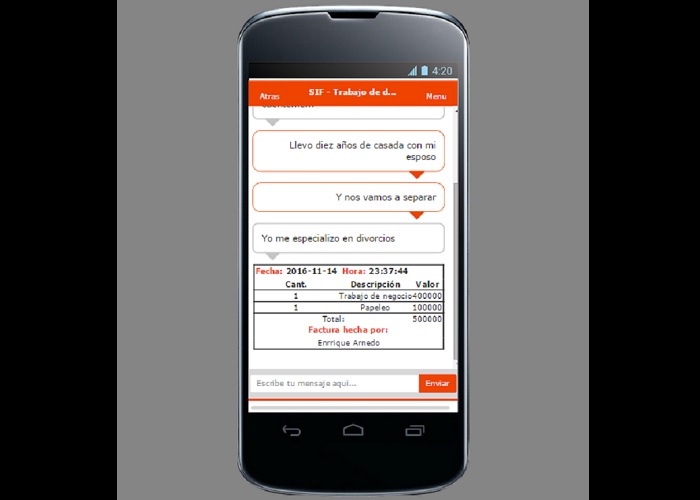 4:20
Atras SIF - Trabajo de d... Menu
Llevo diez años de casada con mi
esposo
Y nos vamos a separar
Yo me especializo en divorcios
Fecha: 2016-11-14 Hora: 23:37:44
Cant. Descripción Valor
1 Trabajo de negocio400000
1 Papeleo 100000
Total: 500000
Factura hecha por:
Enrrique Arnedo
Escribe tu mensaje aqui... Enviar